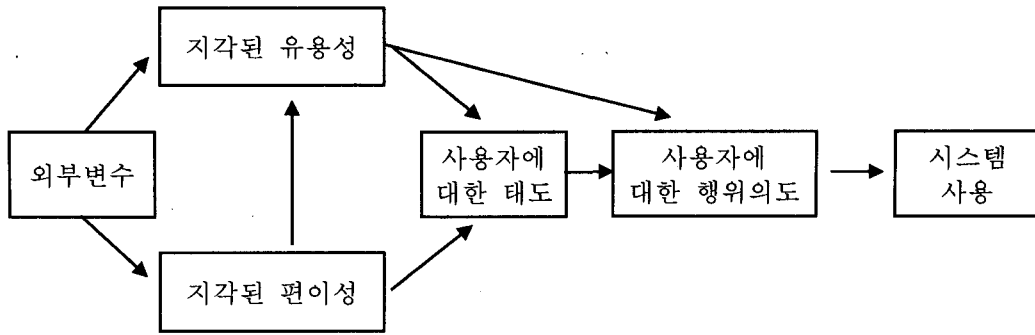 지각된 유용성
외부변수
사용자에
대한 태도
사용자에
대한 행위의도
시스템
사용
지각된 편이성